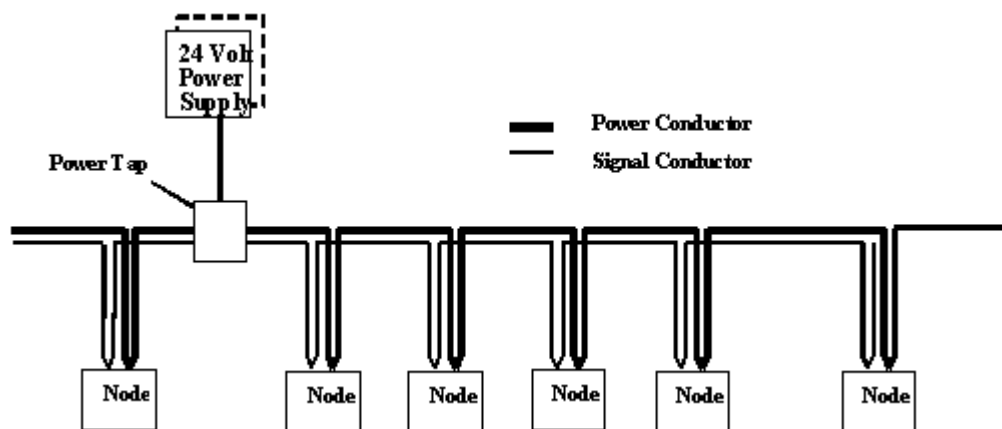 24 Volt
Power
Supply
Power Conductor
Signal Conductor
Power Tap
Node
Node
Node
Node
Node
Node